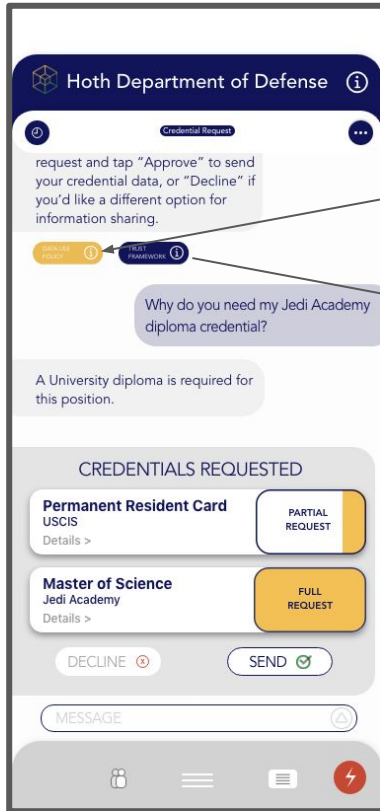 Hoth Department of Defense
Credential Request
request and tap “Approve” to send
your credential data, or “Decline” if
you’d like a different option for
information sharing.
DATA USE
POLICY
TRUST
FRAMEWORK
Why do you need my Jedi Academy
diploma credential?
A University diploma is required for
this position.
CREDENTIALS REQUESTED
Permanent Resident Card
USCIS
Details >
PARTIAL
REQUEST
Master of Science
Jedi Academy
Details >
FULL
REQUEST
DECLINE
SEND
MESSAGE